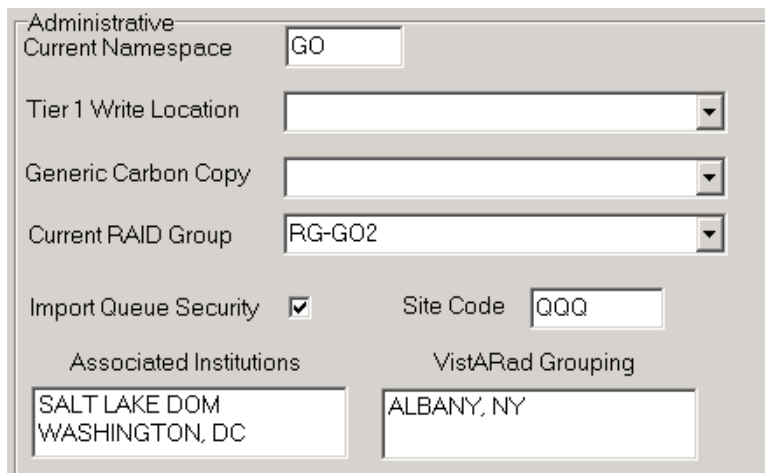 Administrative
Current Namespace GO
Tier 1 Write Location
Generic Carbon Copy
Current RAID Group RG-GO2
Import Queue Security Site Code QQQ
Associated Institutions VistARad Grouping
SALT LAKE DOM ALBANY, NY
WASHINGTON, DC